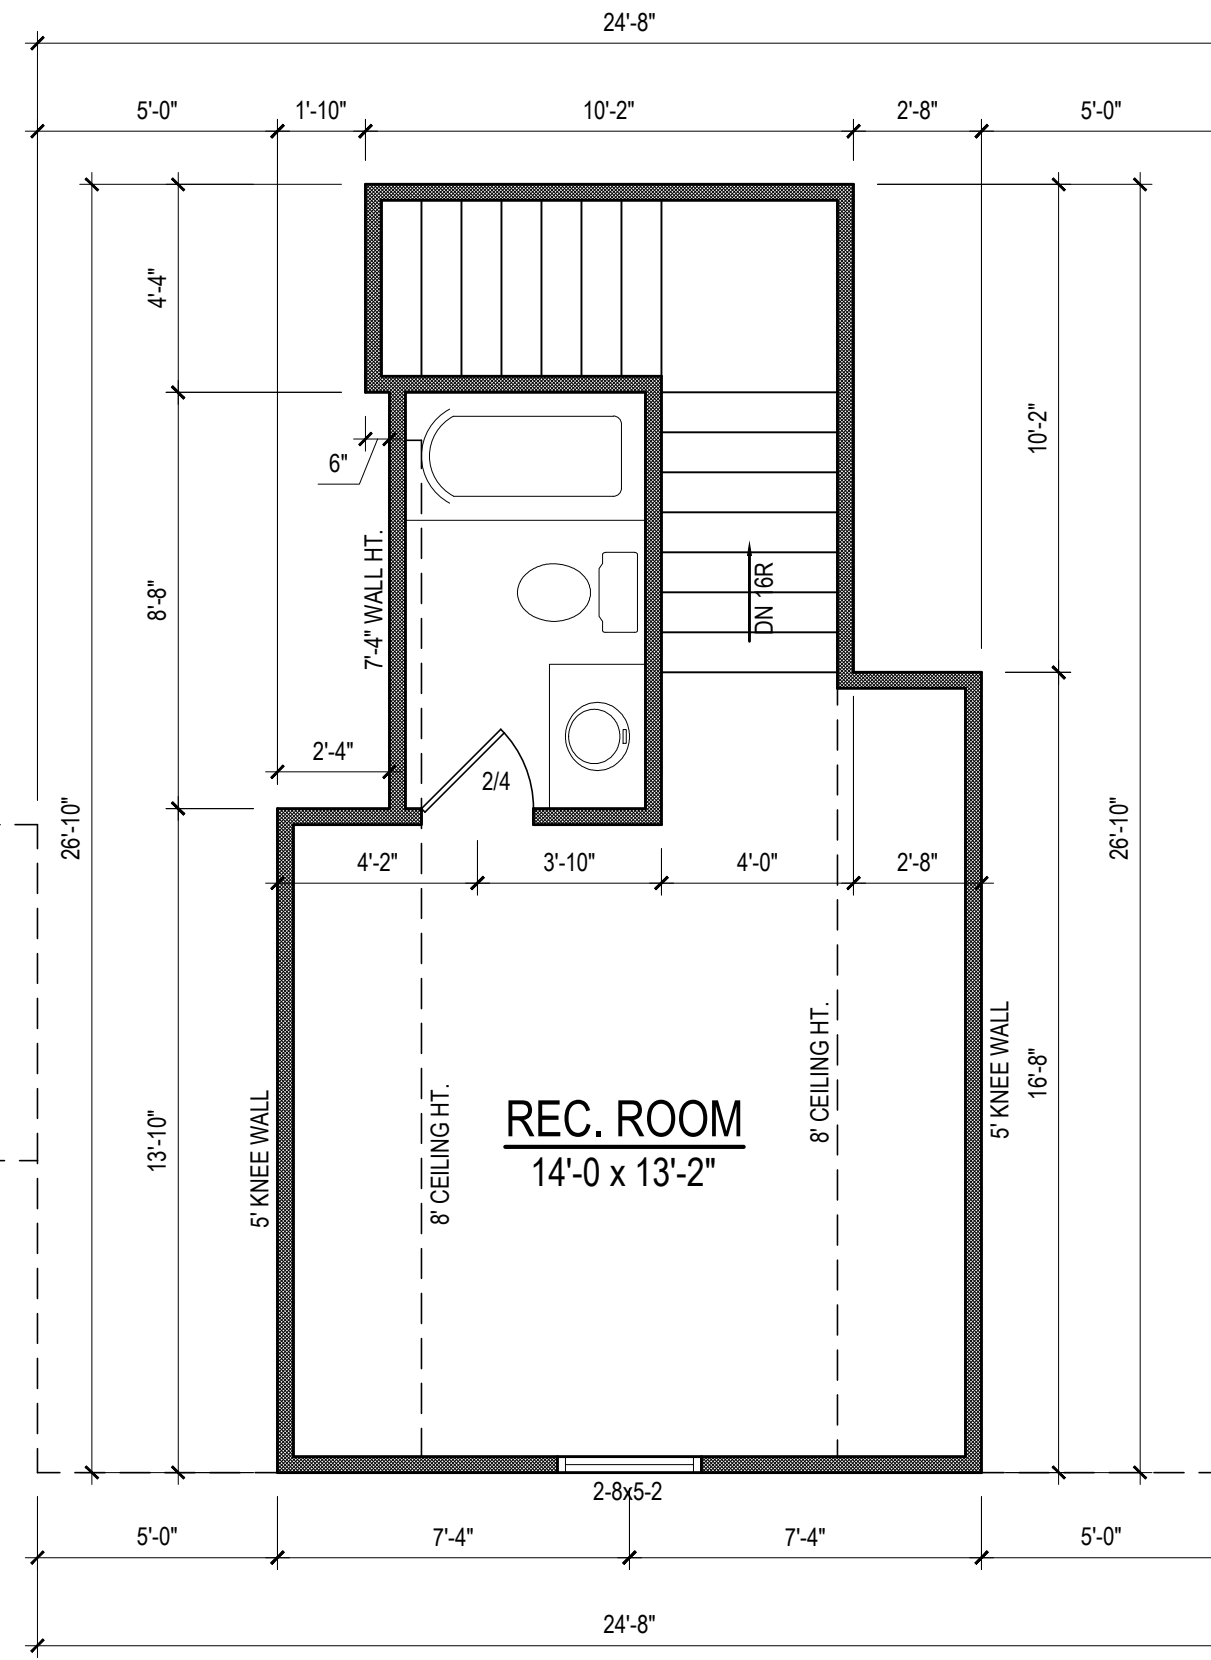 24'-8"
5'-0"
1'-10"
10'-2"
2'-8"
5'-0"
4'-4"
10'-2"
6"
7'-4" WALL HT.
8'-8"
DN 16R
2'-4"
2/4
26'-10"
26'-10"
4'-2"
3'-10"
4'-0"
2'-8"
5' KNEE WALL
8' CEILING HT.
8' CEILING HT.
5' KNEE WALL
16'-8"
13'-10"
REC. ROOM
14'-0 x 13'-2"
2-8x5-2
5'-0"
7'-4"
7'-4"
5'-0"
24'-8"